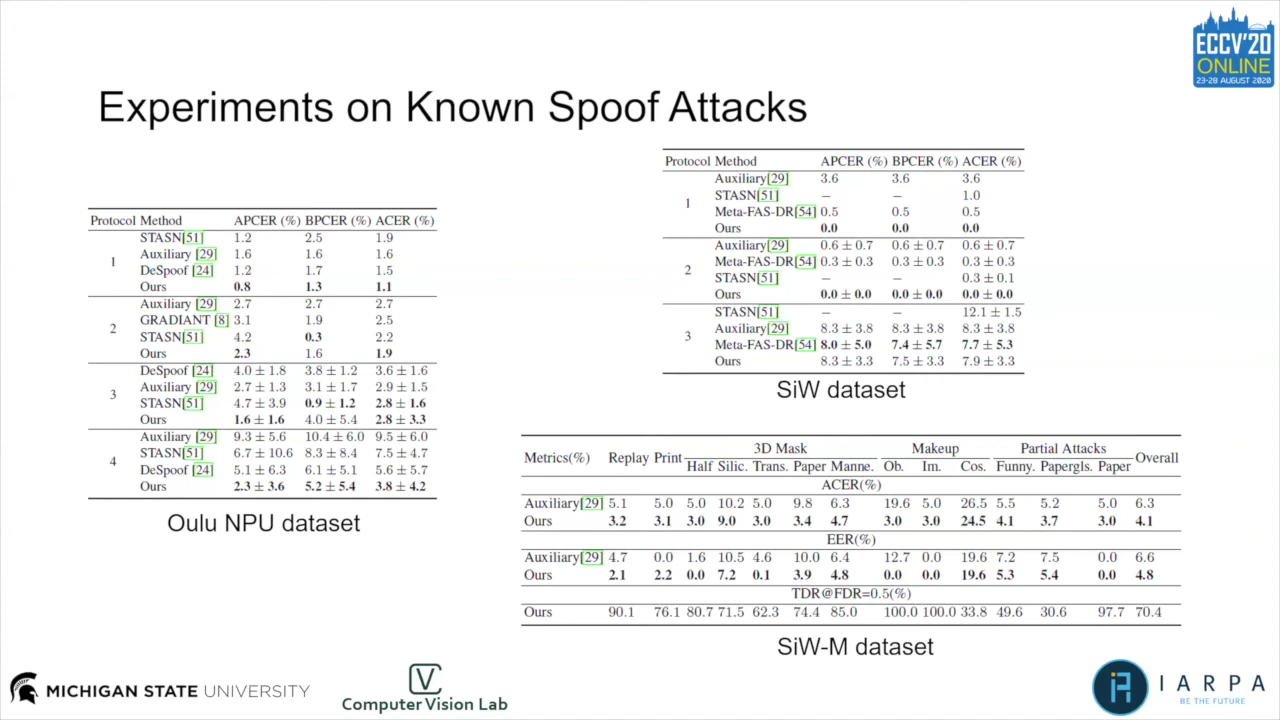 ECCV'20
ONLINE
23-28 AUGUST 2020
Experiments on Known Spoof Attacks
Protocol Method APCER (%) BPCER (%) ACER (%)
STASN[51] 1.2 2.5 1.9
1 Auxiliary [29] 1.6 1.6 1.6
DeSpoof [24] 1.2 1.7 1.5
Ours 0.8 1.3 1.1
Auxiliary [29] 2.7 2.7 2.7
2 GRADIANT [8] 3.1 1.9 2.5
STASN[51] 4.2 0.3 2.2
Ours 2.3 1.6 1.9
DeSpoof [24] 4.0 ± 1.8 3.8 ± 1.2 3.6 ± 1.6
3 Auxiliary [29] 2.7 ± 1.3 3.1 ± 1.7 2.9 ± 1.5
STASN[51] 4.7 ± 3.9 0.9 ± 1.2 2.8 ± 1.6
Ours 1.6 ± 1.6 4.0 ± 5.4 2.8 ± 3.3
Auxiliary [29] 9.3 ± 5.6 10.4 ± 6.0 9.5 ± 6.0
4 STASN[51] 6.7 ± 10.6 8.3 ± 8.4 7.5 ± 4.7
DeSpoof [24] 5.1 ± 6.3 6.1 ± 5.1 5.6 ± 5.7
Ours 2.3 ± 3.6 5.2 ± 5.4 3.8 ± 4.2
Oulu NPU dataset
Protocol Method APCER (%) BPCER (%) ACER (%)
Auxiliary[29] 3.6 3.6 3.6
1 STASN[51] – – 1.0
Meta-FAS-DR[54] 0.5 0.5 0.5
Ours 0.0 0.0 0.0
Auxiliary[29] 0.6 ± 0.7 0.6 ± 0.7 0.6 ± 0.7
2 Meta-FAS-DR[54] 0.3 ± 0.3 0.3 ± 0.3 0.3 ± 0.3
STASN[51] – – 0.3 ± 0.1
Ours 0.0 ± 0.0 0.0 ± 0.0 0.0 ± 0.0
STASN[51] – – 12.1 ± 1.5
3 Auxiliary[29] 8.3 ± 3.8 8.3 ± 3.8 8.3 ± 3.8
Meta-FAS-DR[54] 8.0 ± 5.0 7.4 ± 5.7 7.7 ± 5.3
Ours 8.3 ± 3.3 7.5 ± 3.3 7.9 ± 3.3
SiW dataset
Metrics(%) Replay Print 3D Mask Makeup Partial Attacks Overall
Half Silic. Trans. Paper Manne. Ob. Im. Cos. Funny. Papergls. Paper
ACER(%)
Auxiliary[29] 5.1 5.0 5.0 10.2 5.0 9.8 6.3 19.6 5.0 26.5 5.5 5.2 5.0 6.3
Ours 3.2 3.1 3.0 9.0 3.0 3.4 4.7 3.0 3.0 24.5 4.1 3.7 3.0 4.1
EER(%)
Auxiliary[29] 4.7 0.0 1.6 10.5 4.6 10.0 6.4 12.7 0.0 19.6 7.2 7.5 0.0 6.6
Ours 2.1 2.2 0.0 7.2 0.1 3.9 4.8 0.0 0.0 19.6 5.3 5.4 0.0 4.8
TDR@FDR=0.5(%)
Ours 90.1 76.1 80.7 71.5 62.3 74.4 85.0 100.0 100.0 33.8 49.6 30.6 97.7 70.4
SiW-M dataset
MICHIGAN STATE UNIVERSITY
V
Computer Vision Lab
IARPA
BE THE FUTURE